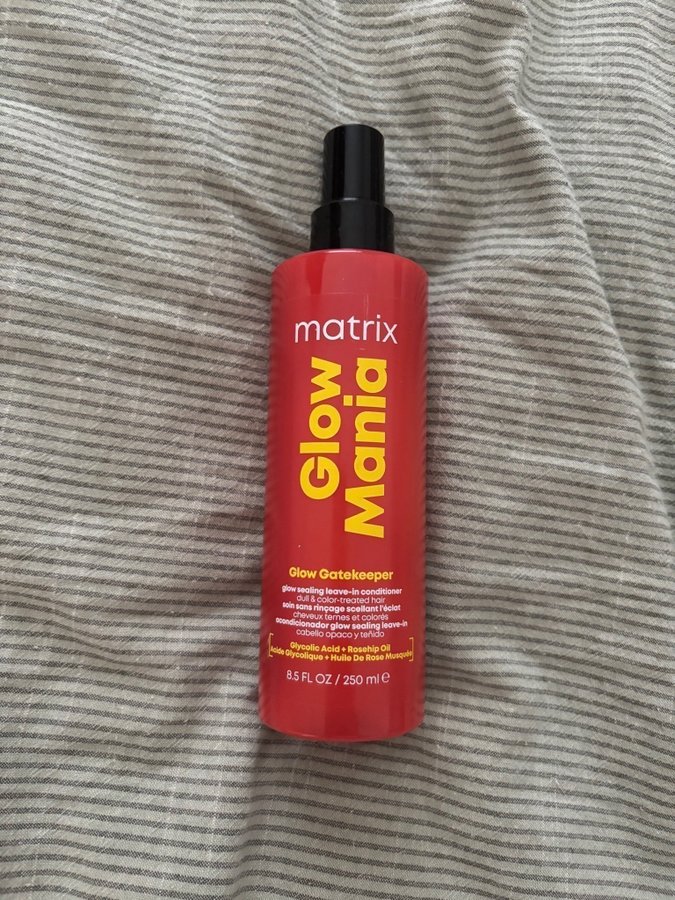 matrix
Glow
Mania
Glow Gatekeeper
glow sealing leave-in conditioner
dull & color-treated hair
soin sans rinçage scellant l'éclat
cheveux ternes et colorés
acondicionador glow sealing leave-in
cabello opaco y teñido
[Glycolic Acid + Rosehip Oil
Acide Glycolique + Huile De Rose Musquée]
8.5 FL OZ / 250 ml ℮